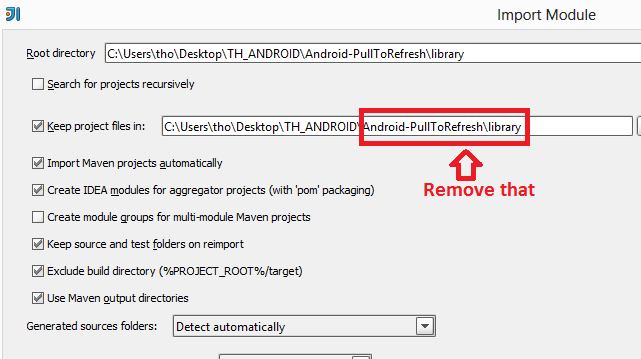 Import Module
Root directory C:\Users\tho\Desktop\TH_ANDROID\Android-PullToRefresh\library
Search for projects recursively
Keep project files in: C:\Users\tho\Desktop\TH_ANDROID\Android-PullToRefresh\library
Import Maven projects automatically
Remove that
Create IDEA modules for aggregator projects (with 'pom' packaging)
Create module groups for multi-module Maven projects
Keep source and test folders on reimport
Exclude build directory (%PROJECT_ROOT%/target)
Use Maven output directories
Generated sources folders: Detect automatically